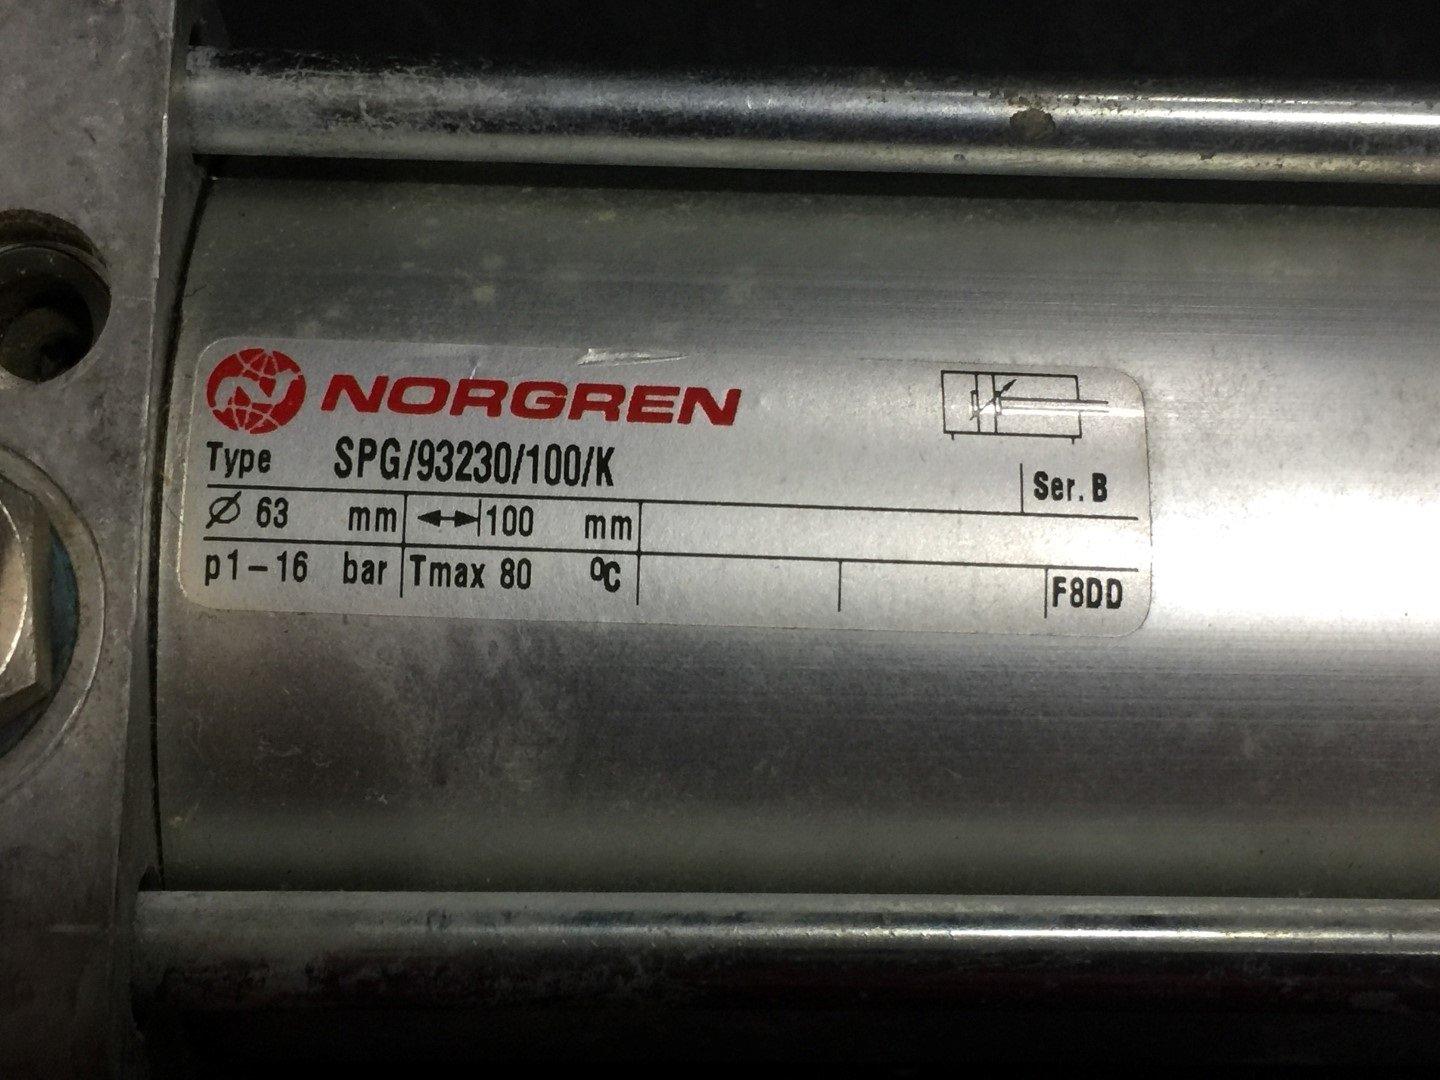 NORGREN
Type SPG/93230/100/K Ser. B
Ø 63 mm 100 mm
p1-16 bar Tmax 80 °C F8DD